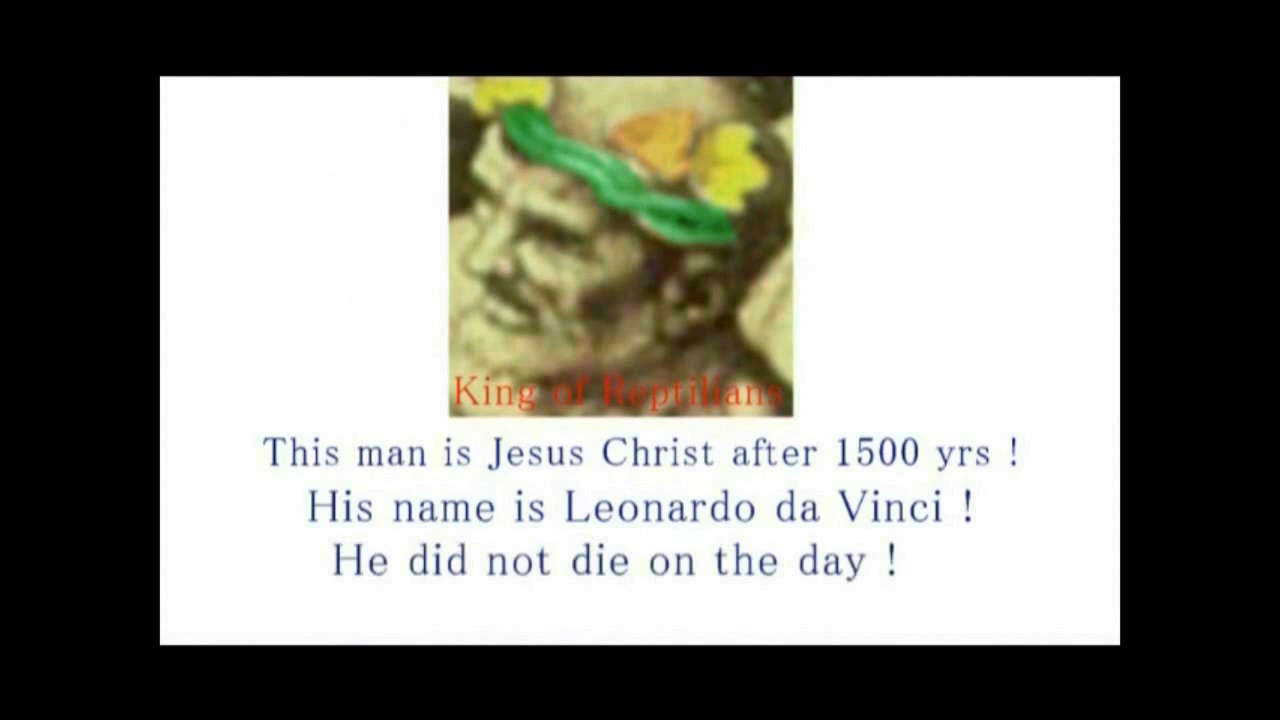 King of Reptilians
This man is Jesus Christ after 1500 yrs !
His name is Leonardo da Vinci !
He did not die on the day !